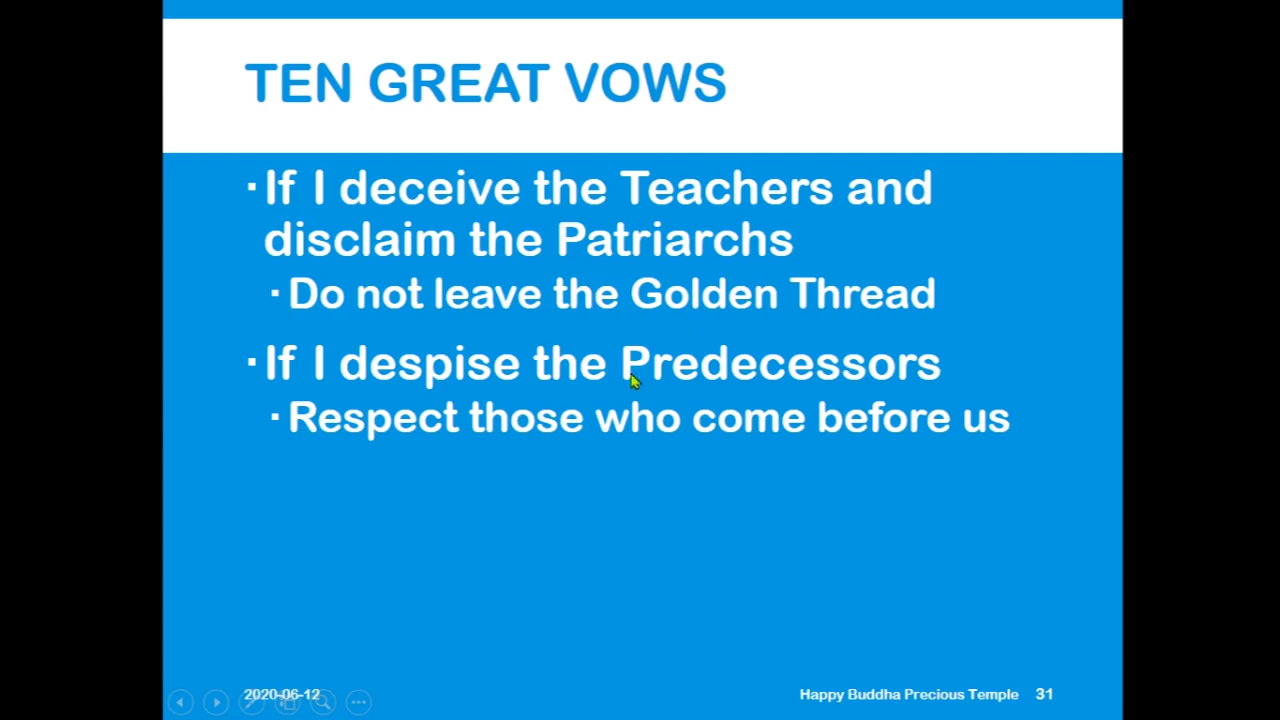 TEN GREAT VOWS
▪ If I deceive the Teachers and
disclaim the Patriarchs
▪ Do not leave the Golden Thread
▪ If I despise the Predecessors
▪ Respect those who come before us
2020-06-12 Happy Buddha Precious Temple 31